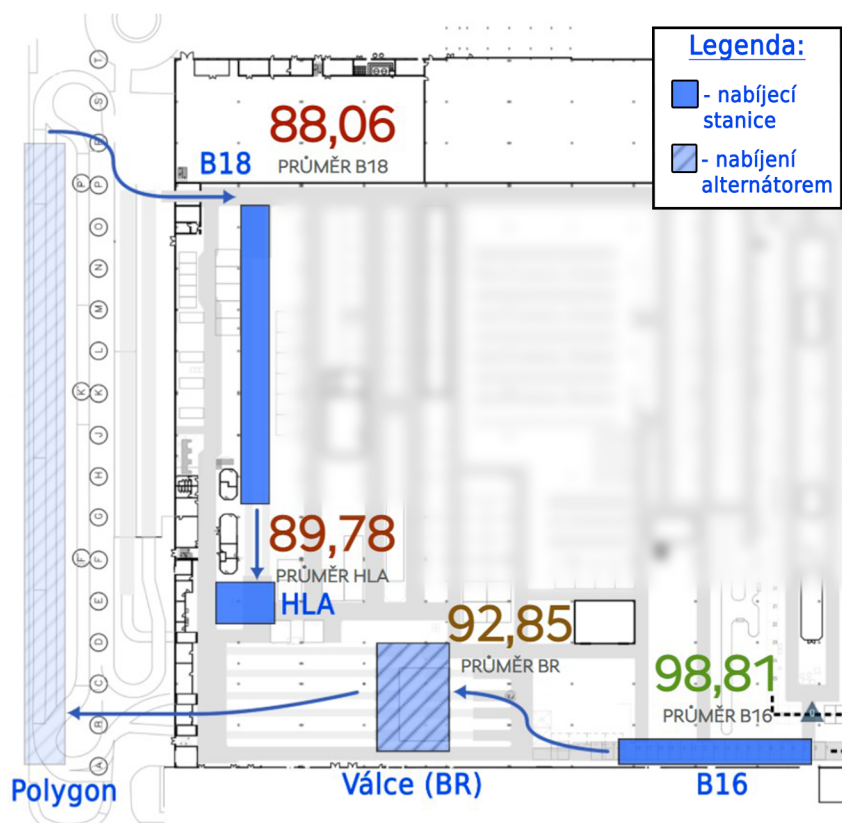 Legenda:
- nabíjecí
stanice
- nabíjení
alternátorem
T
S
R
88,06
PRŮMĚR B18
B18
P'
P
O
N
M
L
K'
K
J
H
G
89,78
PRŮMĚR HLA
F'
F
E
HLA
92,85
PRŮMĚR BR
D
98,81
PRŮMĚR B16
C
B
A
Polygon
Válce (BR)
B16